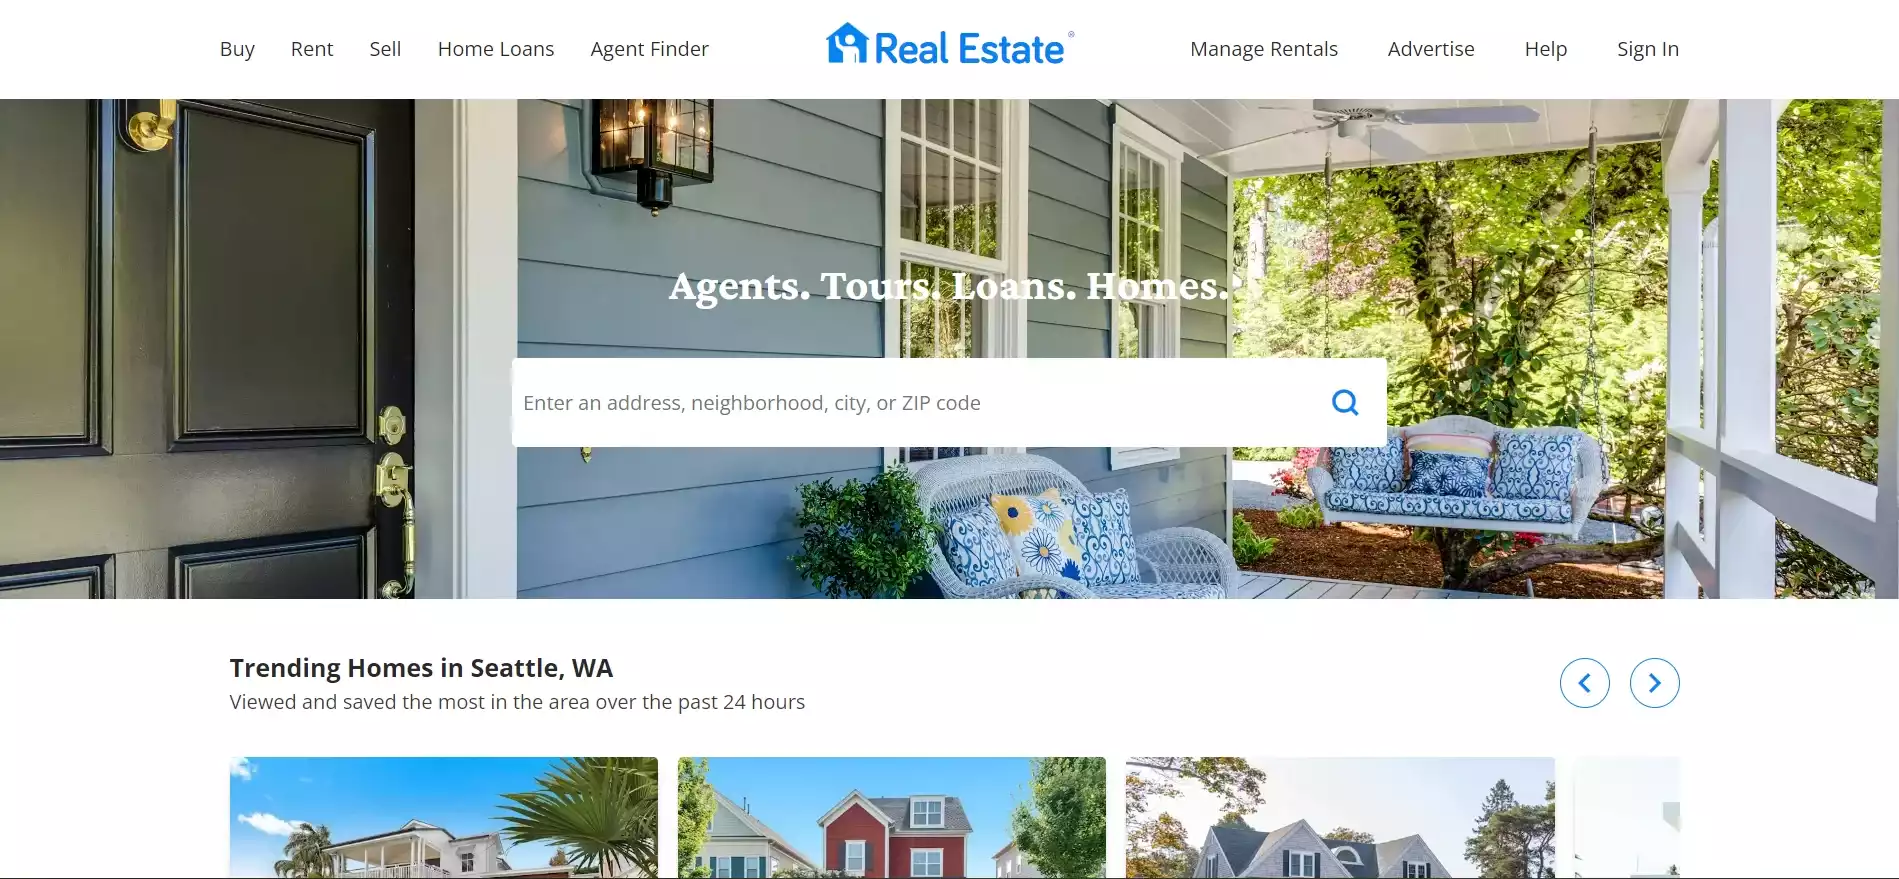 Buy Rent Sell Home Loans Agent Finder Real Estate® Manage Rentals Advertise Help Sign In
Agents. Tours. Loans. Homes.
Enter an address, neighborhood, city, or ZIP code
Trending Homes in Seattle, WA
Viewed and saved the most in the area over the past 24 hours